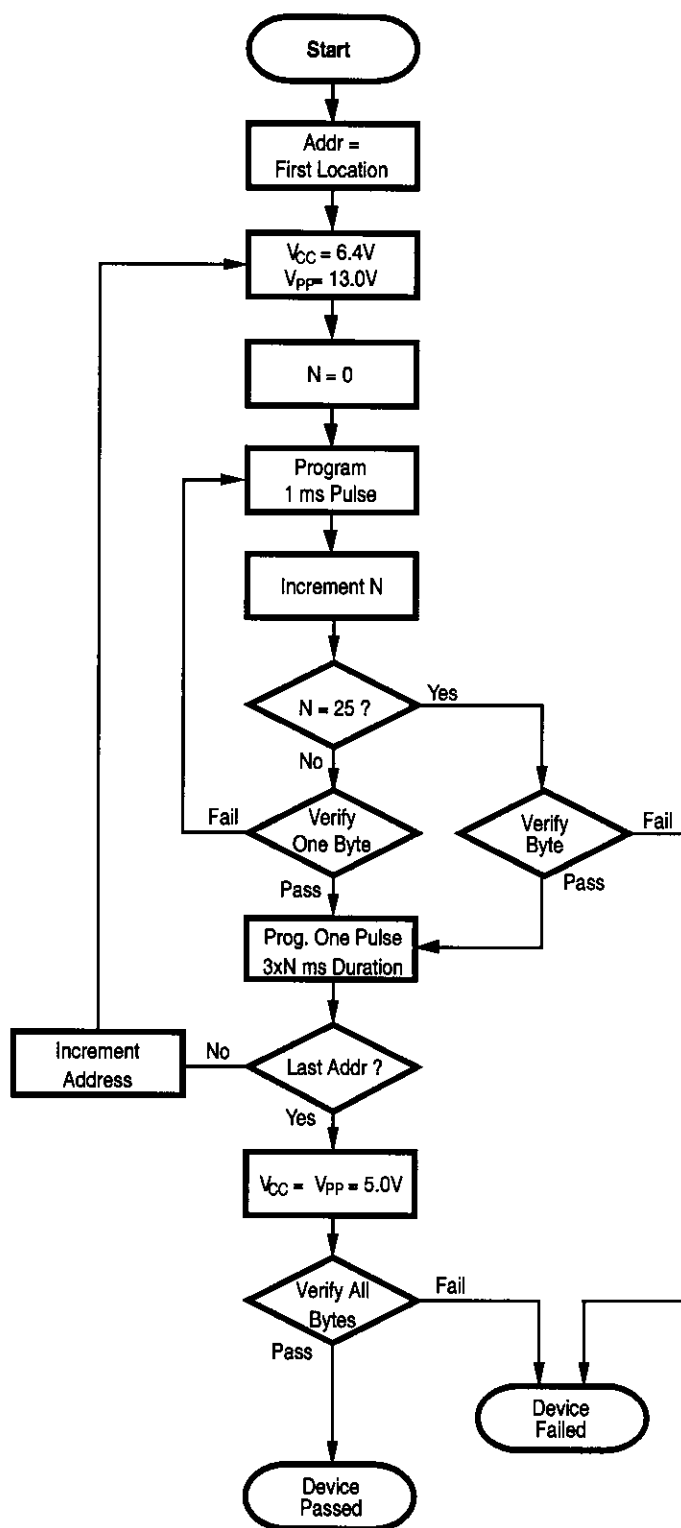 Start
Addr =
First Location
VCC = 6.4V
VPP= 13.0V
N = 0
Program
1 ms Pulse
Increment N
N = 25 ?
Yes
No
Fail
Verify
One Byte
Verify
Byte
Fail
Pass
Pass
Prog. One Pulse
3xN ms Duration
Increment
Address
No
Last Addr ?
Yes
VCC = VPP = 5.0V
Verify All
Bytes
Fail
Pass
Device
Failed
Device
Passed